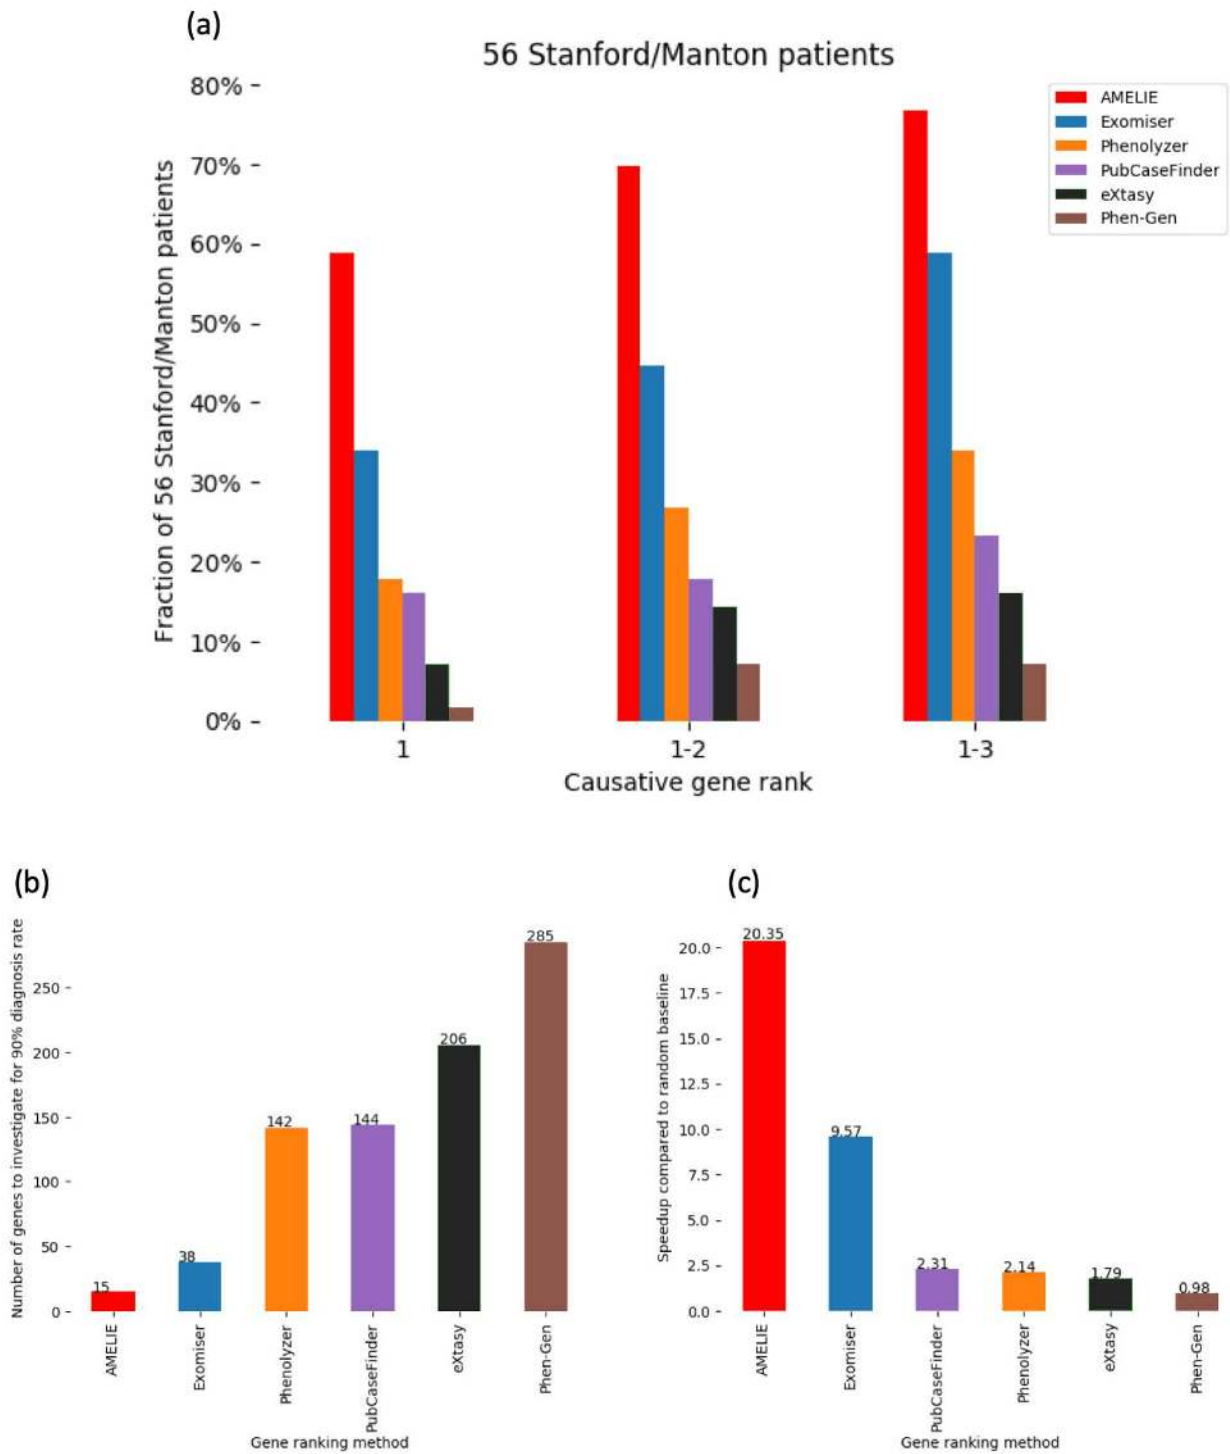 (a)
56 Stanford/Manton patients
80%
70%
60%
50%
40%
30%
20%
10%
0%
Fraction of 56 Stanford/Manton patients
AMELIE
Exomiser
Phenolyzer
PubCaseFinder
eXtasy
Phen-Gen
1
1-2
1-3
Causative gene rank
(b)
Number of genes to investigate for 90% diagnosis rate
250
200
150
100
50
0
15
38
142
144
206
285
AMELIE
Exomiser
Phenolyzer
PubCaseFinder
eXtasy
Phen-Gen
Gene ranking method
(c)
Speedup compared to random baseline
20.0
17.5
15.0
12.5
10.0
7.5
5.0
2.5
0.0
20.35
9.57
2.31
2.14
1.79
0.98
AMELIE
Exomiser
PubCaseFinder
Phenolyzer
eXtasy
Phen-Gen
Gene ranking method